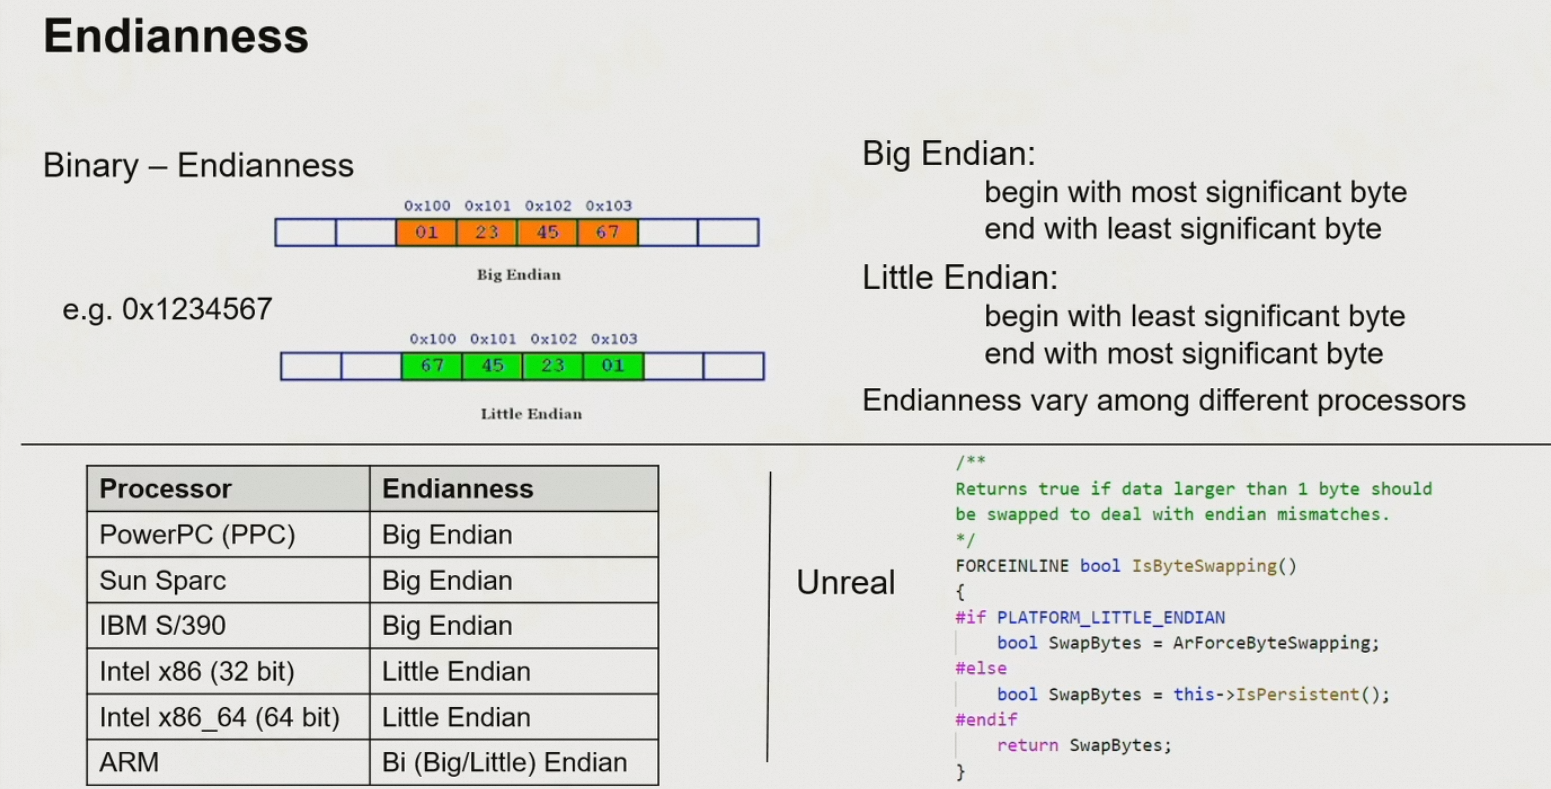 Endianness
Binary – Endianness
0x100 0x101 0x102 0x103
01 23 45 67
Big Endian
e.g. 0x1234567
0x100 0x101 0x102 0x103
67 45 23 01
Little Endian
Big Endian:
begin with most significant byte
end with least significant byte
Little Endian:
begin with least significant byte
end with most significant byte
Endianness vary among different processors
Processor Endianness
PowerPC (PPC) Big Endian
Sun Sparc Big Endian
IBM S/390 Big Endian
Intel x86 (32 bit) Little Endian
Intel x86_64 (64 bit) Little Endian
ARM Bi (Big/Little) Endian
Unreal
/**
Returns true if data larger than 1 byte should
be swapped to deal with endian mismatches.
*/
FORCEINLINE bool IsByteSwapping()
{
#if PLATFORM_LITTLE_ENDIAN
bool SwapBytes = ArForceByteSwapping;
#else
bool SwapBytes = this->IsPersistent();
#endif
return SwapBytes;
}